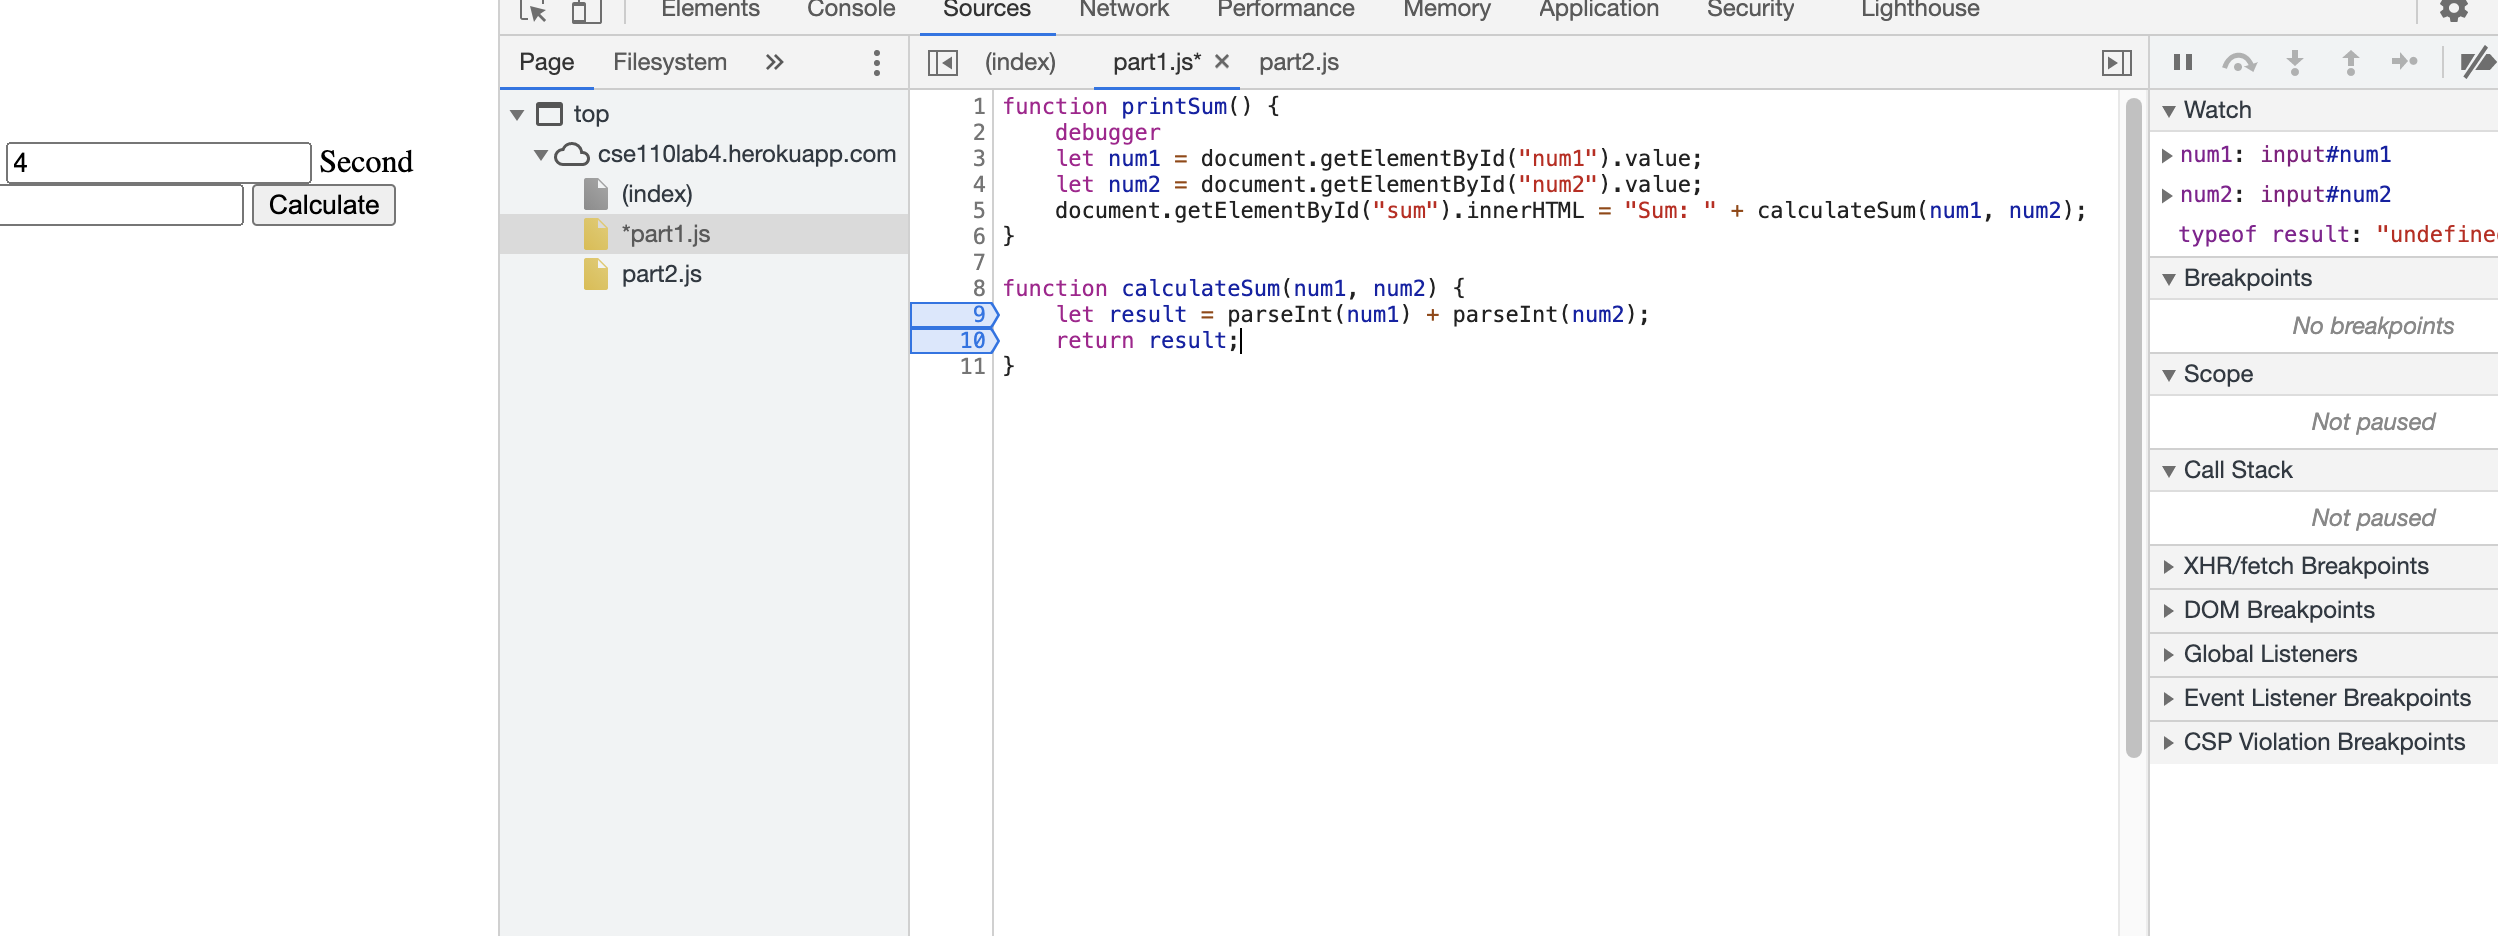 Elements Console Sources Network Performance Memory Application Security Lighthouse
Page Filesystem
(index) part1.js* × part2.js
4 Second
Calculate
top
cse110lab4.herokuapp.com
(index)
*part1.js
part2.js
1 function printSum() {
2     debugger
3     let num1 = document.getElementById("num1").value;
4     let num2 = document.getElementById("num2").value;
5     document.getElementById("sum").innerHTML = "Sum: " + calculateSum(num1, num2);
6 }
7
8 function calculateSum(num1, num2) {
9     let result = parseInt(num1) + parseInt(num2);
10     return result;
11 }
Watch
num1: input#num1
num2: input#num2
typeof result: "undefine
Breakpoints
No breakpoints
Scope
Not paused
Call Stack
Not paused
XHR/fetch Breakpoints
DOM Breakpoints
Global Listeners
Event Listener Breakpoints
CSP Violation Breakpoints